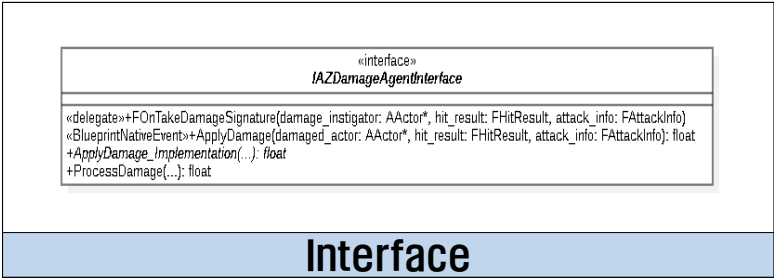 «interface»
IAZDamageAgentInterface
«delegate»+FOnTakeDamageSignature(damage_instigator: AActor*, hit_result: FHitResult, attack_info: FAttackInfo)
«BlueprintNativeEvent»+ApplyDamage(damaged_actor: AActor*, hit_result: FHitResult, attack_info: FAttackInfo): float
+ApplyDamage_Implementation(...): float
+ProcessDamage(...): float
Interface